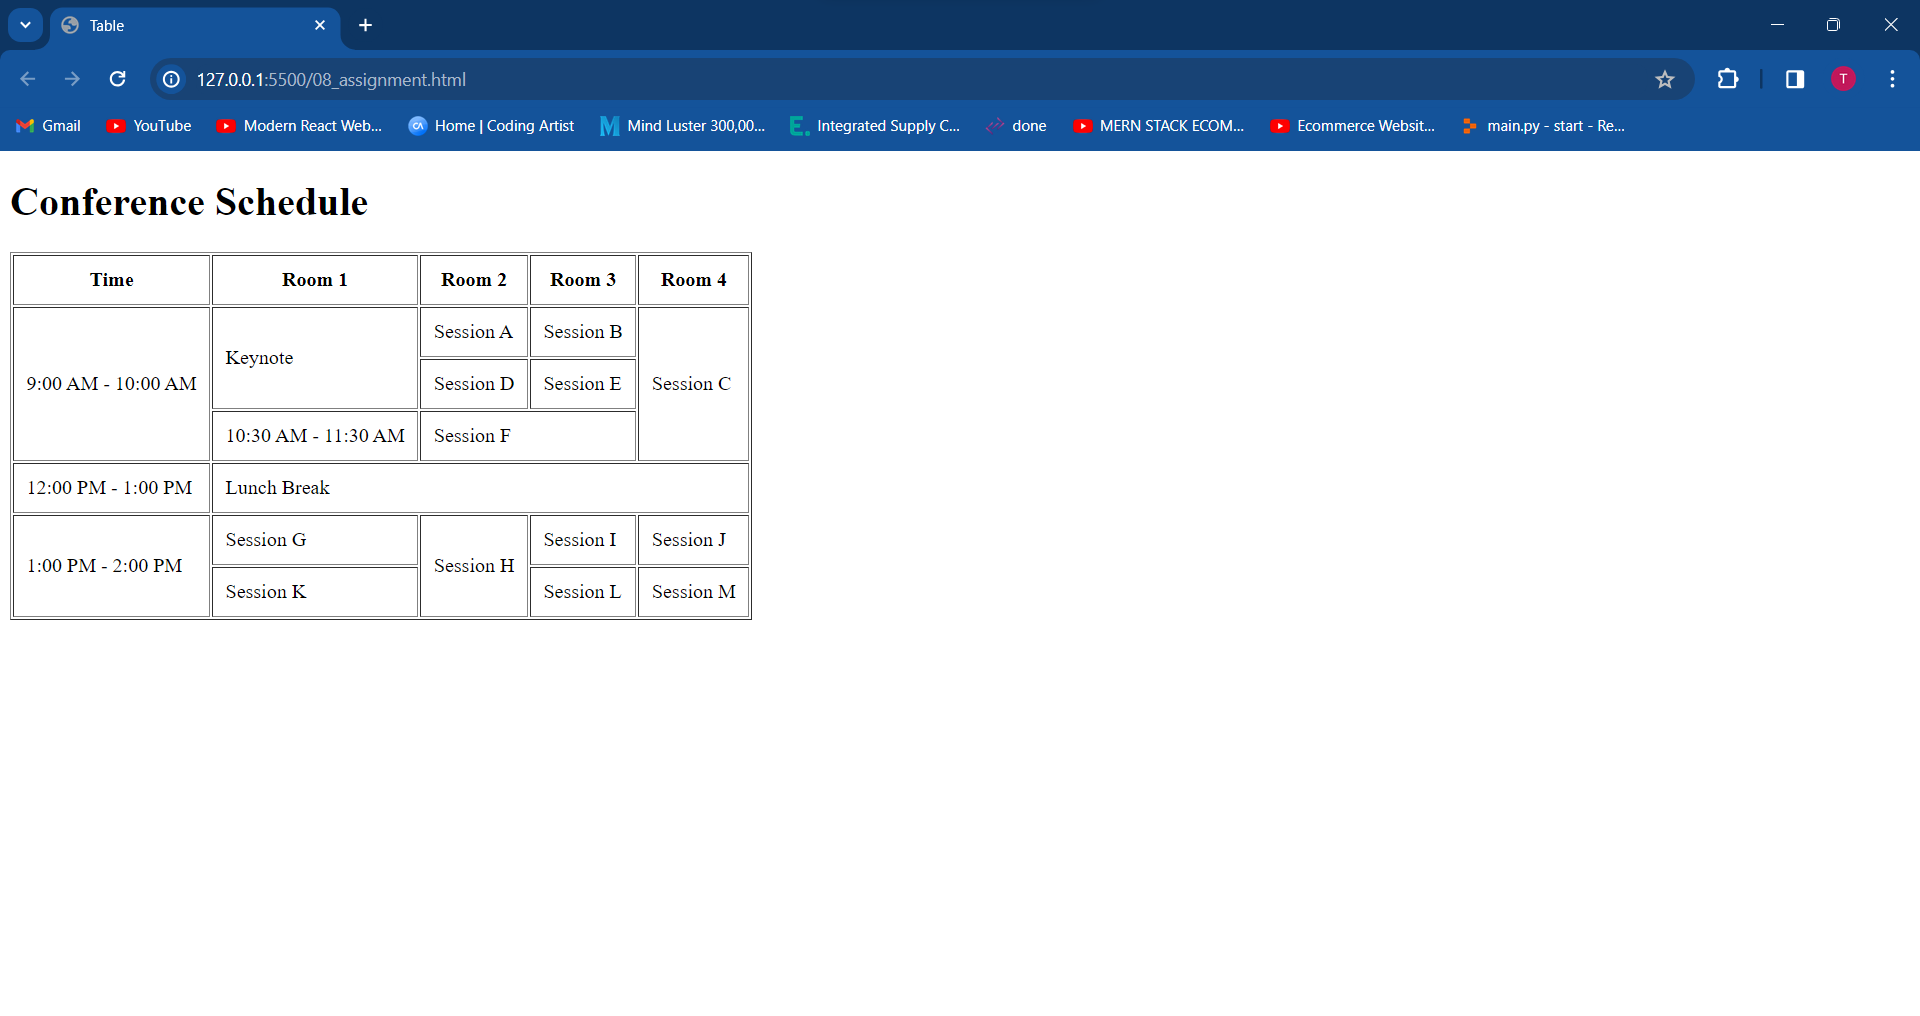 Table
127.0.0.1:5500/08_assignment.html
T
Gmail YouTube Modern React Web... Home | Coding Artist Mind Luster 300,00... Integrated Supply C... done MERN STACK ECOM... Ecommerce Websit... main.py - start - Re...
Conference Schedule
Time Room 1 Room 2 Room 3 Room 4
Session A Session B
Keynote
9:00 AM - 10:00 AM Session D Session E Session C
10:30 AM - 11:30 AM Session F
12:00 PM - 1:00 PM Lunch Break
Session G Session I Session J
1:00 PM - 2:00 PM Session H
Session K Session L Session M